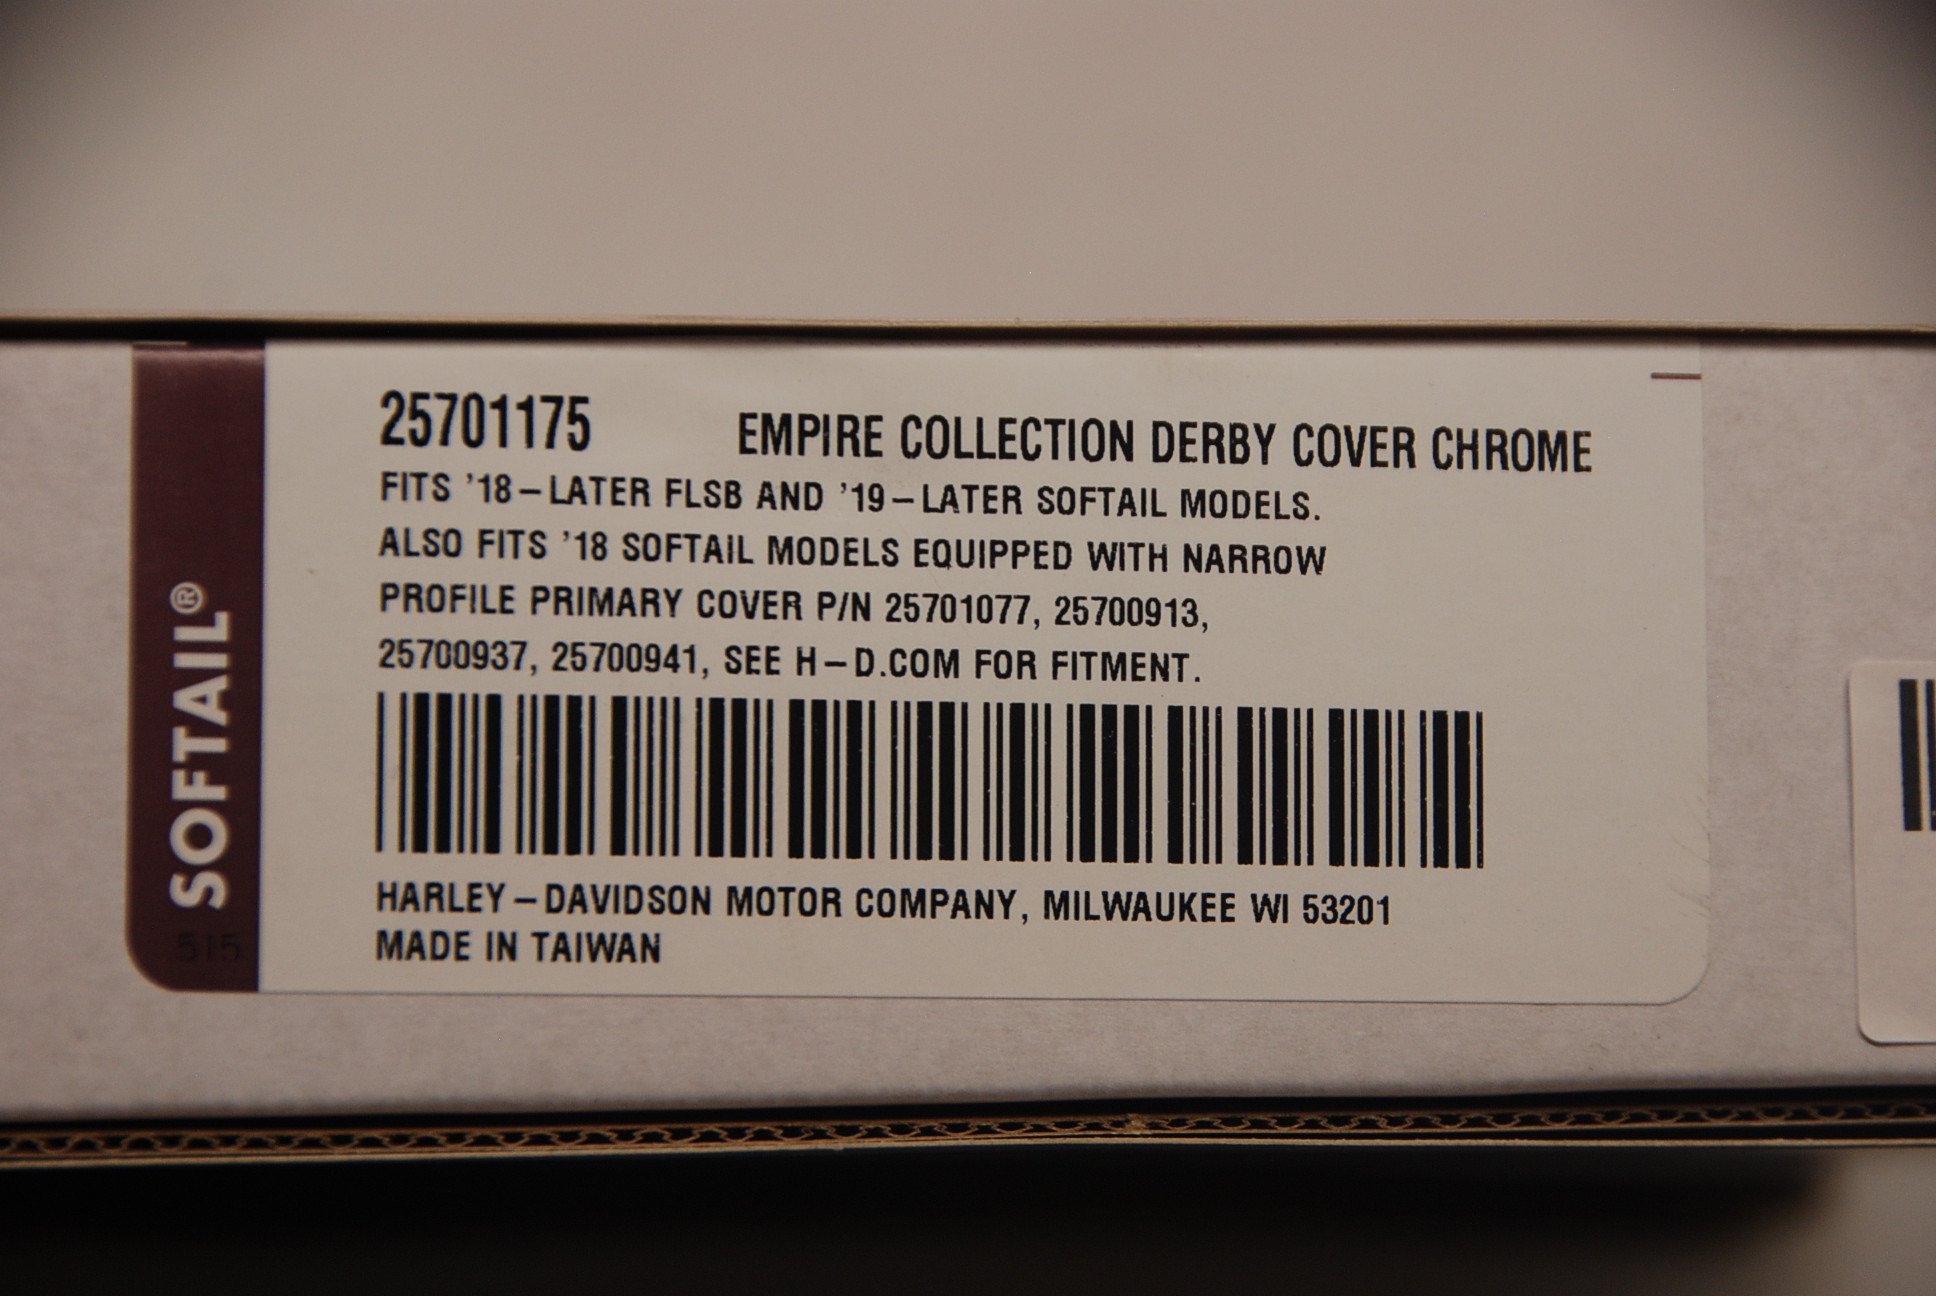 SOFTAIL®
515
25701175 EMPIRE COLLECTION DERBY COVER CHROME
FITS '18–LATER FLSB AND '19–LATER SOFTAIL MODELS.
ALSO FITS '18 SOFTAIL MODELS EQUIPPED WITH NARROW
PROFILE PRIMARY COVER P/N 25701077, 25700913,
25700937, 25700941, SEE H–D.COM FOR FITMENT.
HARLEY–DAVIDSON MOTOR COMPANY, MILWAUKEE WI 53201
MADE IN TAIWAN